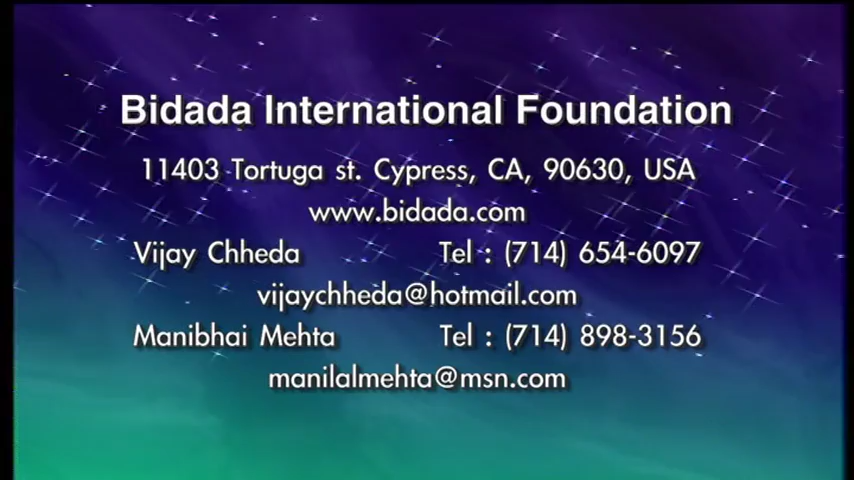 Bidada International Foundation
11403 Tortuga st. Cypress, CA, 90630, USA
www.bidada.com
Vijay Chheda Tel : (714) 654-6097
vijaychheda@hotmail.com
Manibhai Mehta Tel : (714) 898-3156
manilalmehta@msn.com